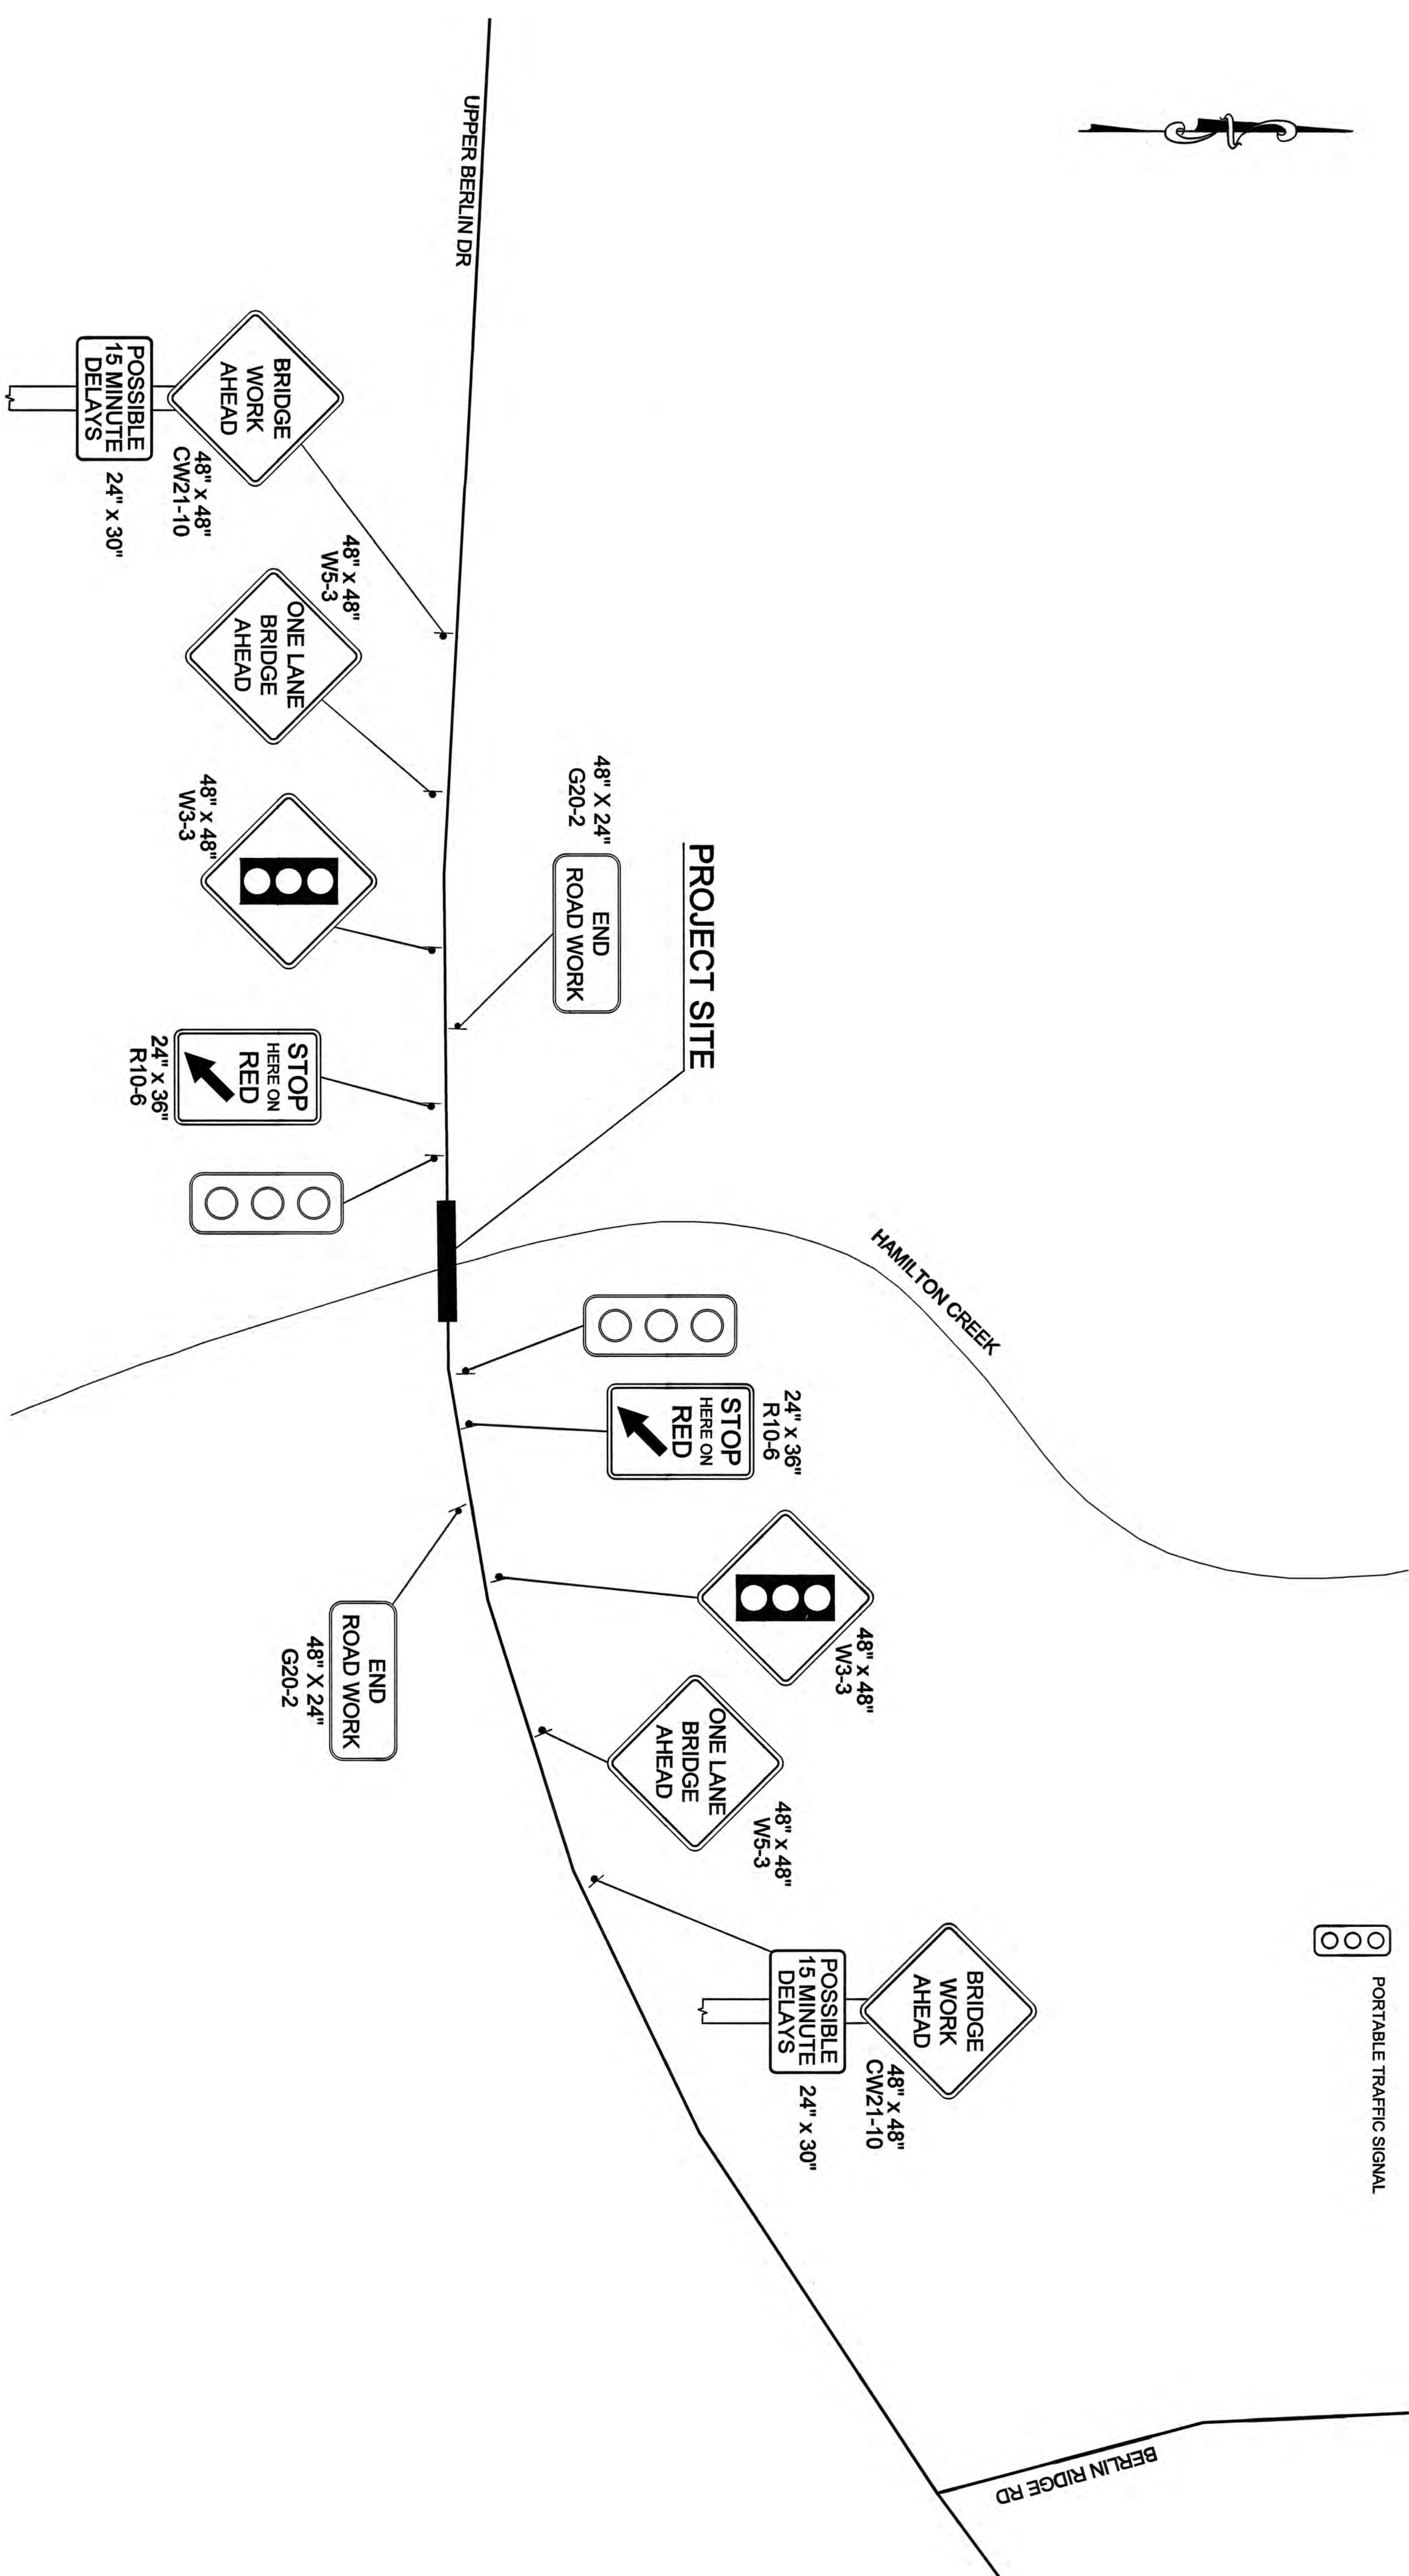 UPPER BERLIN DR
BRIDGE
WORK
AHEAD
48" x 48"
CW21-10
POSSIBLE
15 MINUTE
DELAYS
24" x 30"
48" x 48"
W5-3
ONE LANE
BRIDGE
AHEAD
48" x 48"
W3-3
48" X 24"
G20-2
END
ROAD WORK
PROJECT SITE
STOP
HERE ON
RED
24" x 36"
R10-6
HAMILTON CREEK
24" x 36"
R10-6
STOP
HERE ON
RED
48" x 48"
W3-3
END
ROAD WORK
48" X 24"
G20-2
ONE LANE
BRIDGE
AHEAD
48" x 48"
W5-3
BRIDGE
WORK
AHEAD
48" x 48"
CW21-10
POSSIBLE
15 MINUTE
DELAYS
24" x 30"
PORTABLE TRAFFIC SIGNAL
BERLIN RIDGE RD